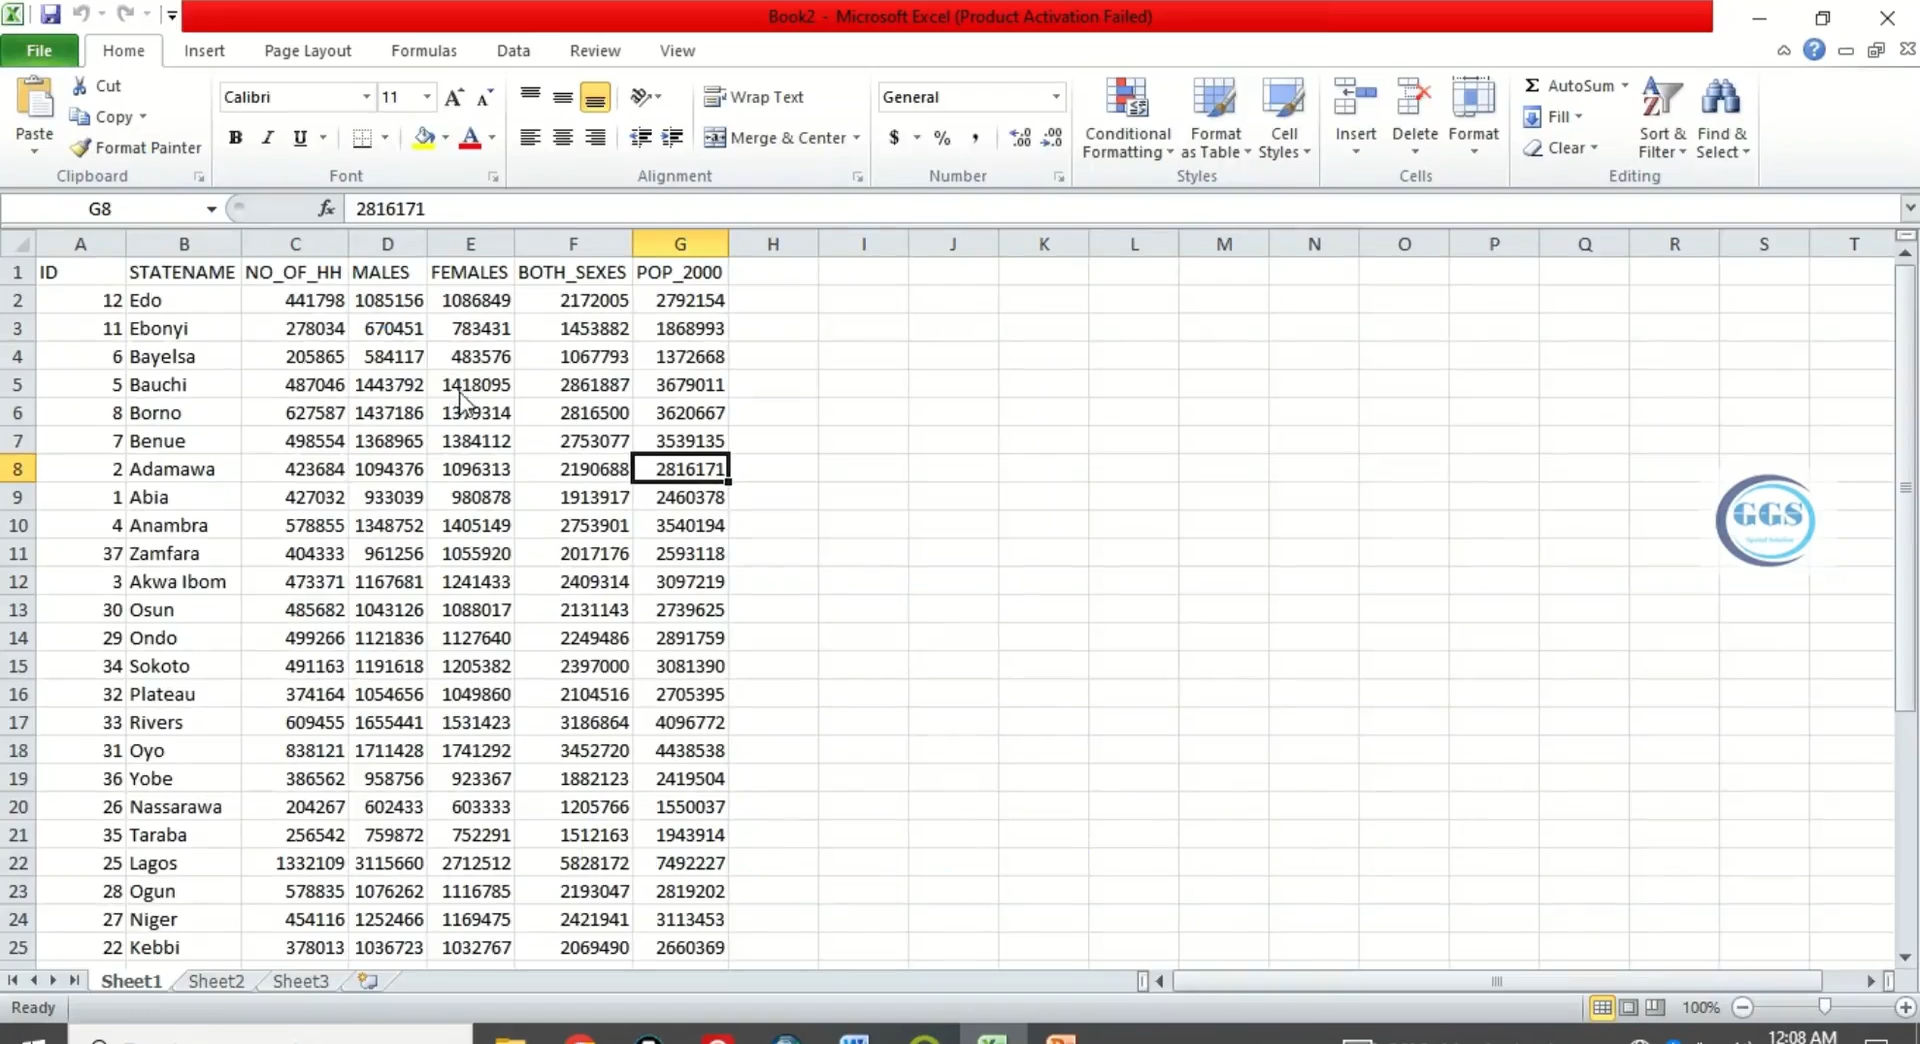 Book2 - Microsoft Excel (Product Activation Failed)
File Home Insert Page Layout Formulas Data Review View
Cut
Copy
Format Painter
Paste
Clipboard
Calibri 11
B I U
Font
Wrap Text
Merge & Center
Alignment
General
$ % ,
Number
Conditional Formatting
Format as Table
Cell Styles
Styles
Insert Delete Format
Cells
Σ AutoSum
Fill
Clear
Sort & Filter
Find & Select
Editing
G8 fx 2816171
A B C D E F G H I J K L M N O P Q R S T
1 ID STATENAME NO_OF_HH MALES FEMALES BOTH_SEXES POP_2000
2 12 Edo 441798 1085156 1086849 2172005 2792154
3 11 Ebonyi 278034 670451 783431 1453882 1868993
4 6 Bayelsa 205865 584117 483576 1067793 1372668
5 5 Bauchi 487046 1443792 1418095 2861887 3679011
6 8 Borno 627587 1437186 2816500 3620667
7 7 Benue 498554 1368965 1384112 2753077 3539135
8 2 Adamawa 423684 1094376 1096313 2190688 2816171
9 1 Abia 427032 933039 980878 1913917 2460378
10 4 Anambra 578855 1348752 1405149 2753901 3540194
11 37 Zamfara 404333 961256 1055920 2017176 2593118
12 3 Akwa Ibom 473371 1167681 1241433 2409314 3097219
13 30 Osun 485682 1043126 1088017 2131143 2739625
14 29 Ondo 499266 1121836 1127640 2249486 2891759
15 34 Sokoto 491163 1191618 1205382 2397000 3081390
16 32 Plateau 374164 1054656 1049860 2104516 2705395
17 33 Rivers 609455 1655441 1531423 3186864 4096772
18 31 Oyo 838121 1711428 1741292 3452720 4438538
19 36 Yobe 386562 958756 923367 1882123 2419504
20 26 Nassarawa 204267 602433 603333 1205766 1550037
21 35 Taraba 256542 759872 752291 1512163 1943914
22 25 Lagos 1332109 3115660 2712512 5828172 7492227
23 28 Ogun 578835 1076262 1116785 2193047 2819202
24 27 Niger 454116 1252466 1169475 2421941 3113453
25 22 Kebbi 378013 1036723 1032767 2069490 2660369
GGS
Sheet1 Sheet2 Sheet3
Ready 100%
12:08 AM